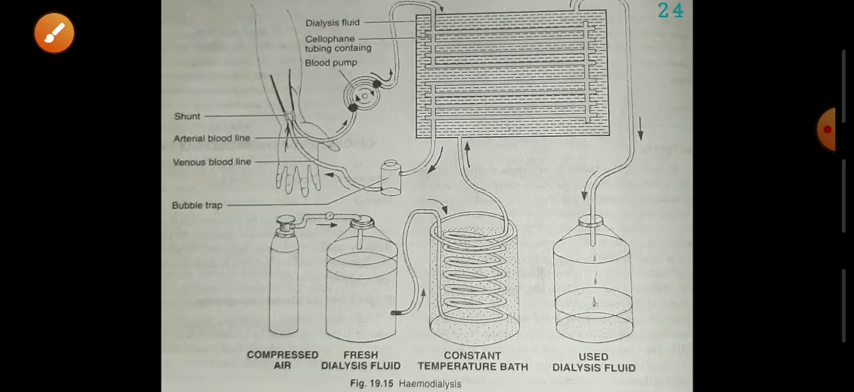 24
Dialysis fluid
Cellophane
tubing containg
Blood pump
Shunt
Arterial blood line
Venous blood line
Bubble trap
COMPRESSED
AIR
FRESH
DIALYSIS FLUID
CONSTANT
TEMPERATURE BATH
USED
DIALYSIS FLUID
Fig. 19.15 Haemodialysis